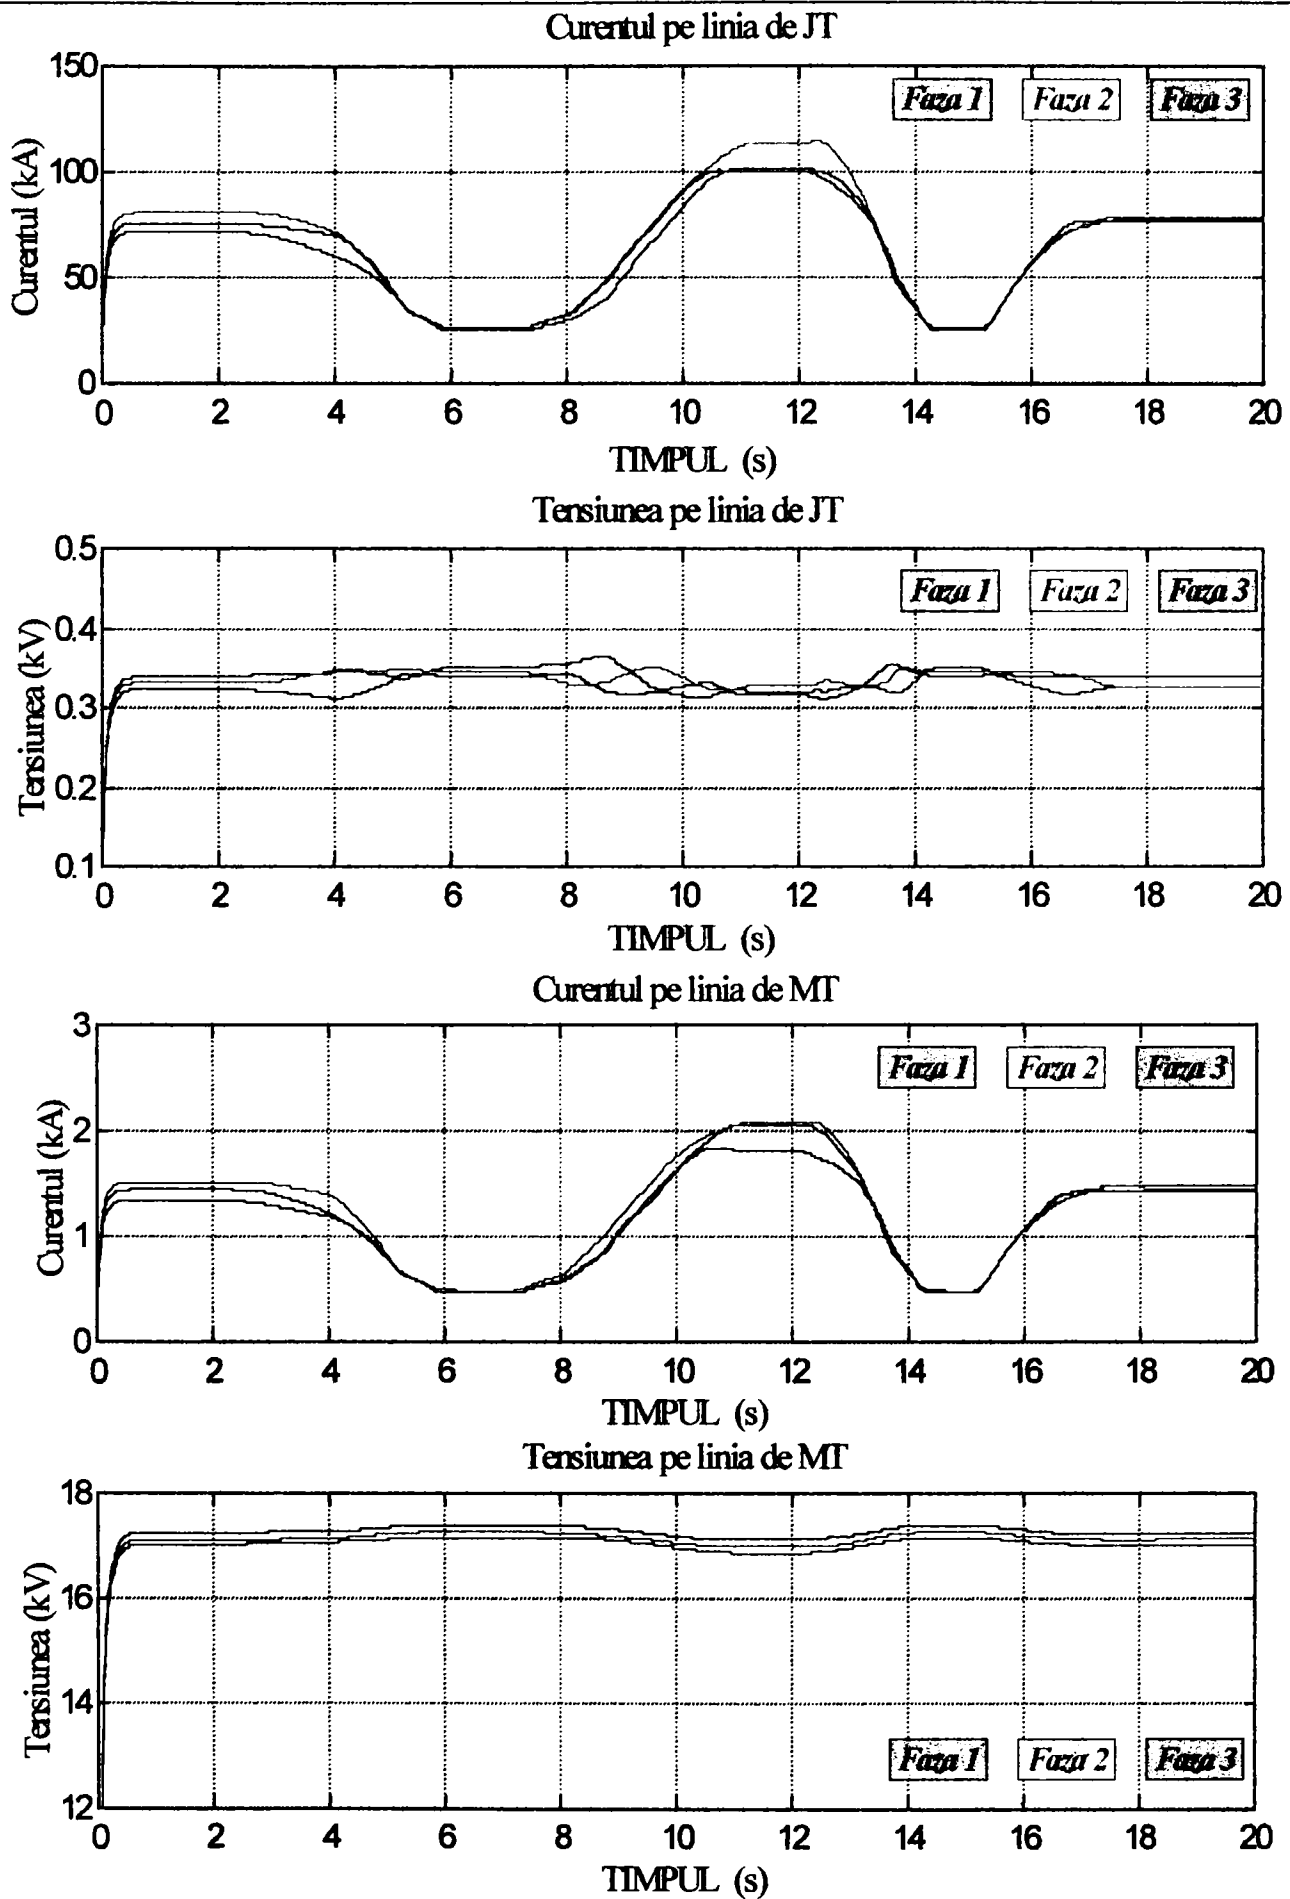 Curentul pe linia de JT
150
Faza 1 Faza 2 Faza 3
100
50
0
Curentul (kA)
0 2 4 6 8 10 12 14 16 18 20
TIMPUL (s)
Tensiunea pe linia de JT
0.5
Faza 1 Faza 2 Faza 3
0.4
0.3
0.2
0.1
Tensiunea (kV)
0 2 4 6 8 10 12 14 16 18 20
TIMPUL (s)
Curentul pe linia de MT
3
Faza 1 Faza 2 Faza 3
2
1
0
Curentul (kA)
0 2 4 6 8 10 12 14 16 18 20
TIMPUL (s)
Tensiunea pe linia de MT
18
16
14
Faza 1 Faza 2 Faza 3
12
Tensiunea (kV)
0 2 4 6 8 10 12 14 16 18 20
TIMPUL (s)